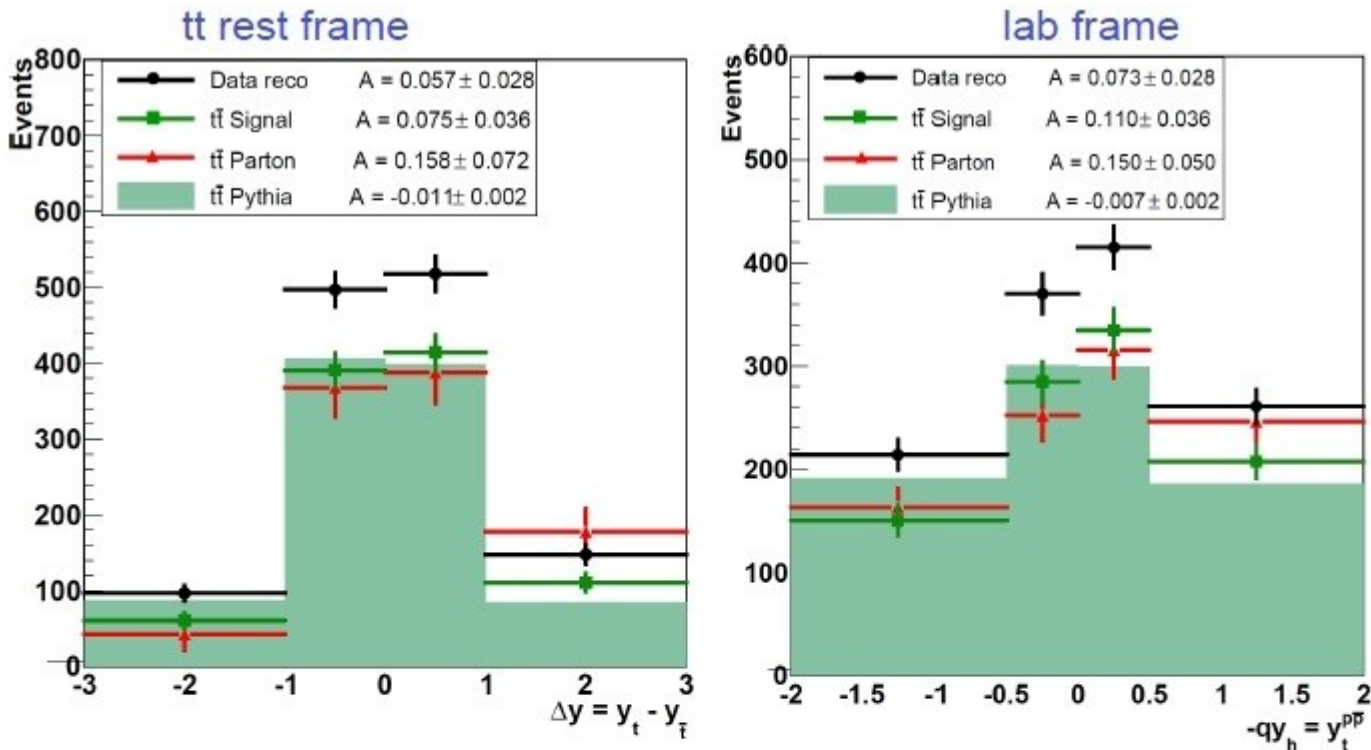 tt rest frame
Events
800
700
600
500
400
300
200
100
0
Data reco A = 0.057 ± 0.028
tt̄ Signal A = 0.075 ± 0.036
tt̄ Parton A = 0.158 ± 0.072
tt̄ Pythia A = -0.011 ± 0.002
-3 -2 -1 0 1 2 3
Δy = y_t - y_t̄
lab frame
Events
600
500
400
300
200
100
0
Data reco A = 0.073 ± 0.028
tt̄ Signal A = 0.110 ± 0.036
tt̄ Parton A = 0.150 ± 0.050
tt̄ Pythia A = -0.007 ± 0.002
-2 -1.5 -1 -0.5 0 0.5 1 1.5 2
-qy_h = y_t^pp̄